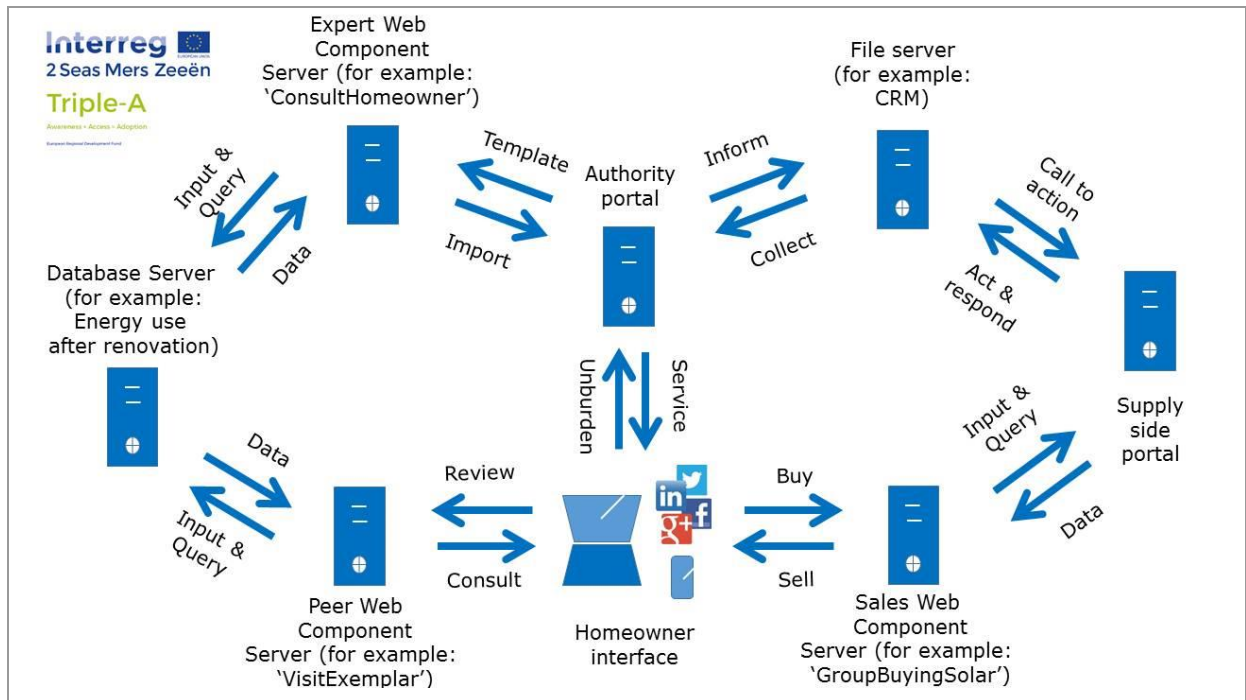 Interreg
EUROPEAN UNION
2 Seas Mers Zeeën
Triple-A
Awareness • Access • Adoption
European Regional Development Fund
Expert Web
Component
Server (for example:
‘ConsultHomeowner’)
File server
(for example:
CRM)
Template
Import
Authority
portal
Inform
Collect
Call to
action
Act &
respond
Input &
Query
Data
Database Server
(for example:
Energy use
after renovation)
Unburden
Service
Supply
side
portal
Input &
Query
Data
Data
Input &
Query
Review
Consult
in
f
g+
Buy
Sell
Peer Web
Component
Server (for example:
‘VisitExemplar’)
Homeowner
interface
Sales Web
Component
Server (for example:
‘GroupBuyingSolar’)